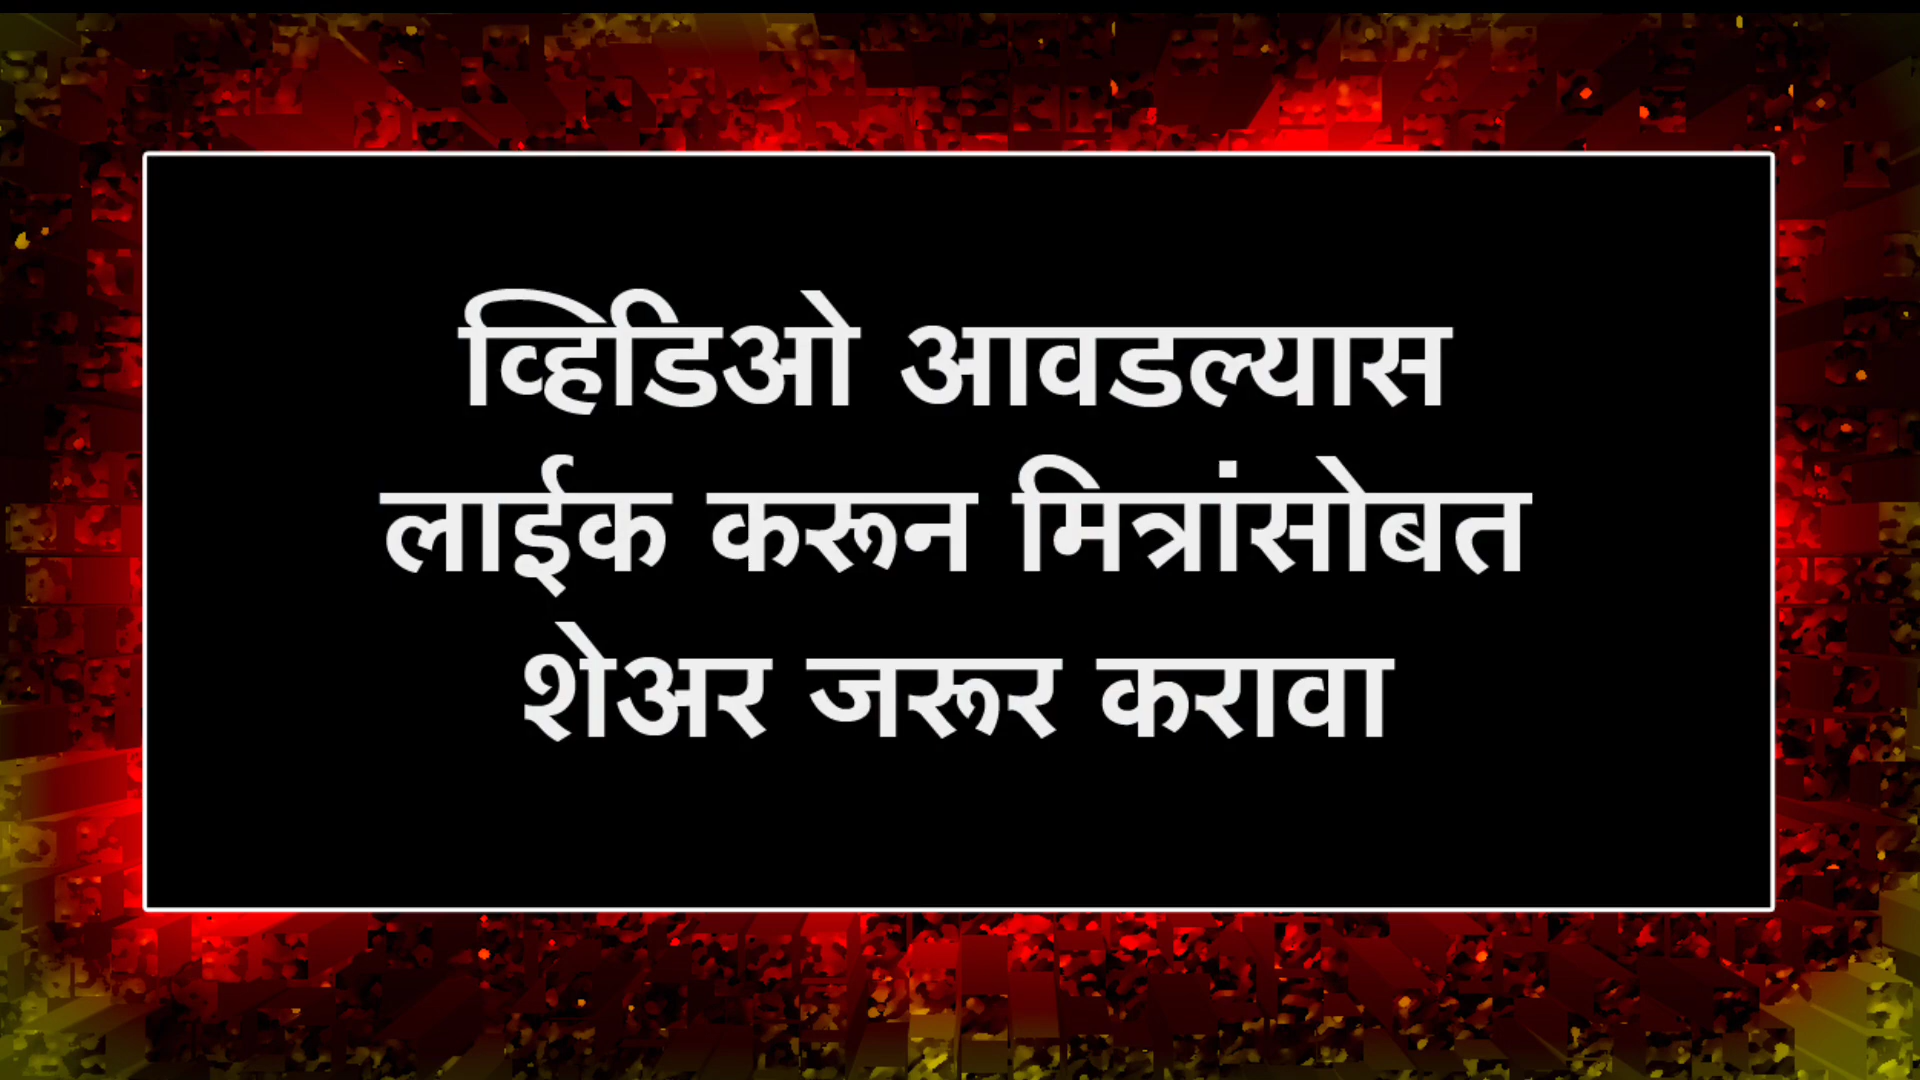 व्हिडिओ आवडल्यास
लाईक करून मित्रांसोबत
शेअर जरूर करावा